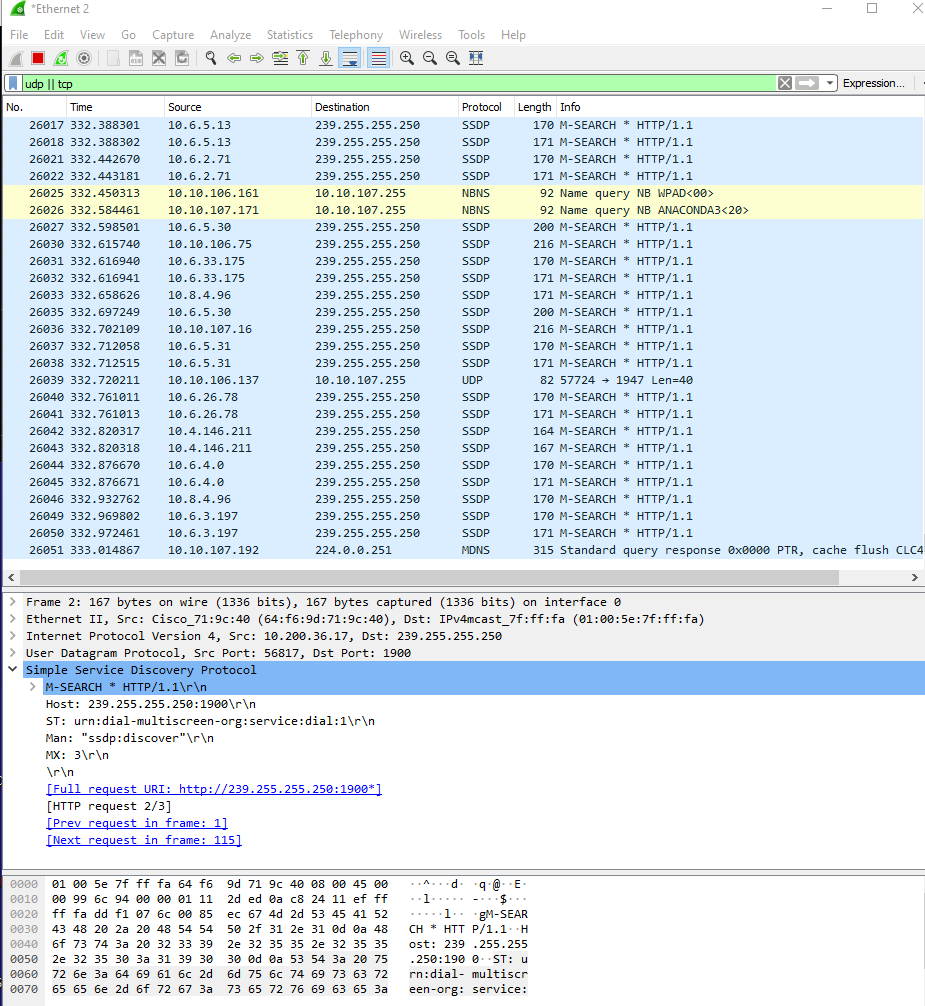 *Ethernet 2
File Edit View Go Capture Analyze Statistics Telephony Wireless Tools Help
udp || tcp Expression...
No. Time Source Destination Protocol Length Info
26017 332.388301 10.6.5.13 239.255.255.250 SSDP 170 M-SEARCH * HTTP/1.1
26018 332.388302 10.6.5.13 239.255.255.250 SSDP 171 M-SEARCH * HTTP/1.1
26021 332.442670 10.6.2.71 239.255.255.250 SSDP 170 M-SEARCH * HTTP/1.1
26022 332.443181 10.6.2.71 239.255.255.250 SSDP 171 M-SEARCH * HTTP/1.1
26025 332.450313 10.10.106.161 10.10.107.255 NBNS 92 Name query NB WPAD<00>
26026 332.584461 10.10.107.171 10.10.107.255 NBNS 92 Name query NB ANACONDA3<20>
26027 332.598501 10.6.5.30 239.255.255.250 SSDP 200 M-SEARCH * HTTP/1.1
26030 332.615740 10.10.106.75 239.255.255.250 SSDP 216 M-SEARCH * HTTP/1.1
26031 332.616940 10.6.33.175 239.255.255.250 SSDP 170 M-SEARCH * HTTP/1.1
26032 332.616941 10.6.33.175 239.255.255.250 SSDP 171 M-SEARCH * HTTP/1.1
26033 332.658626 10.8.4.96 239.255.255.250 SSDP 171 M-SEARCH * HTTP/1.1
26035 332.697249 10.6.5.30 239.255.255.250 SSDP 200 M-SEARCH * HTTP/1.1
26036 332.702109 10.10.107.16 239.255.255.250 SSDP 216 M-SEARCH * HTTP/1.1
26037 332.712058 10.6.5.31 239.255.255.250 SSDP 170 M-SEARCH * HTTP/1.1
26038 332.712515 10.6.5.31 239.255.255.250 SSDP 171 M-SEARCH * HTTP/1.1
26039 332.720211 10.10.106.137 10.10.107.255 UDP 82 57724 → 1947 Len=40
26040 332.761011 10.6.26.78 239.255.255.250 SSDP 170 M-SEARCH * HTTP/1.1
26041 332.761013 10.6.26.78 239.255.255.250 SSDP 171 M-SEARCH * HTTP/1.1
26042 332.820317 10.4.146.211 239.255.255.250 SSDP 164 M-SEARCH * HTTP/1.1
26043 332.820318 10.4.146.211 239.255.255.250 SSDP 167 M-SEARCH * HTTP/1.1
26044 332.876670 10.6.4.0 239.255.255.250 SSDP 170 M-SEARCH * HTTP/1.1
26045 332.876671 10.6.4.0 239.255.255.250 SSDP 171 M-SEARCH * HTTP/1.1
26046 332.932762 10.8.4.96 239.255.255.250 SSDP 170 M-SEARCH * HTTP/1.1
26049 332.969802 10.6.3.197 239.255.255.250 SSDP 170 M-SEARCH * HTTP/1.1
26050 332.972461 10.6.3.197 239.255.255.250 SSDP 171 M-SEARCH * HTTP/1.1
26051 333.014867 10.10.107.192 224.0.0.251 MDNS 315 Standard query response 0x0000 PTR, cache flush CLC4
Frame 2: 167 bytes on wire (1336 bits), 167 bytes captured (1336 bits) on interface 0
Ethernet II, Src: Cisco_71:9c:40 (64:f6:9d:71:9c:40), Dst: IPv4mcast_7f:ff:fa (01:00:5e:7f:ff:fa)
Internet Protocol Version 4, Src: 10.200.36.17, Dst: 239.255.255.250
User Datagram Protocol, Src Port: 56817, Dst Port: 1900
Simple Service Discovery Protocol
M-SEARCH * HTTP/1.1\r\n
Host: 239.255.255.250:1900\r\n
ST: urn:dial-multiscreen-org:service:dial:1\r\n
Man: "ssdp:discover"\r\n
MX: 3\r\n
\r\n
[Full request URI: http://239.255.255.250:1900*]
[HTTP request 2/3]
[Prev request in frame: 1]
[Next request in frame: 115]
0000 01 00 5e 7f ff fa 64 f6 9d 71 9c 40 08 00 45 00 ··^···d· ·q·@··E·
0010 00 99 6c 94 00 00 01 11 2d ed 0a c8 24 11 ef ff ··l····· -···$···
0020 ff fa dd f1 07 6c 00 85 ec 67 4d 2d 53 45 41 52 ·····l·· ·gM-SEAR
0030 43 48 20 2a 20 48 54 54 50 2f 31 2e 31 0d 0a 48 CH * HTT P/1.1··H
0040 6f 73 74 3a 20 32 33 39 2e 32 35 35 2e 32 35 35 ost: 239 .255.255
0050 2e 32 35 30 3a 31 39 30 30 0d 0a 53 54 3a 20 75 .250:190 0··ST: u
0060 72 6e 3a 64 69 61 6c 2d 6d 75 6c 74 69 73 63 72 rn:dial- multiscr
0070 65 65 6e 2d 6f 72 67 3a 73 65 72 76 69 63 65 3a een-org: service: